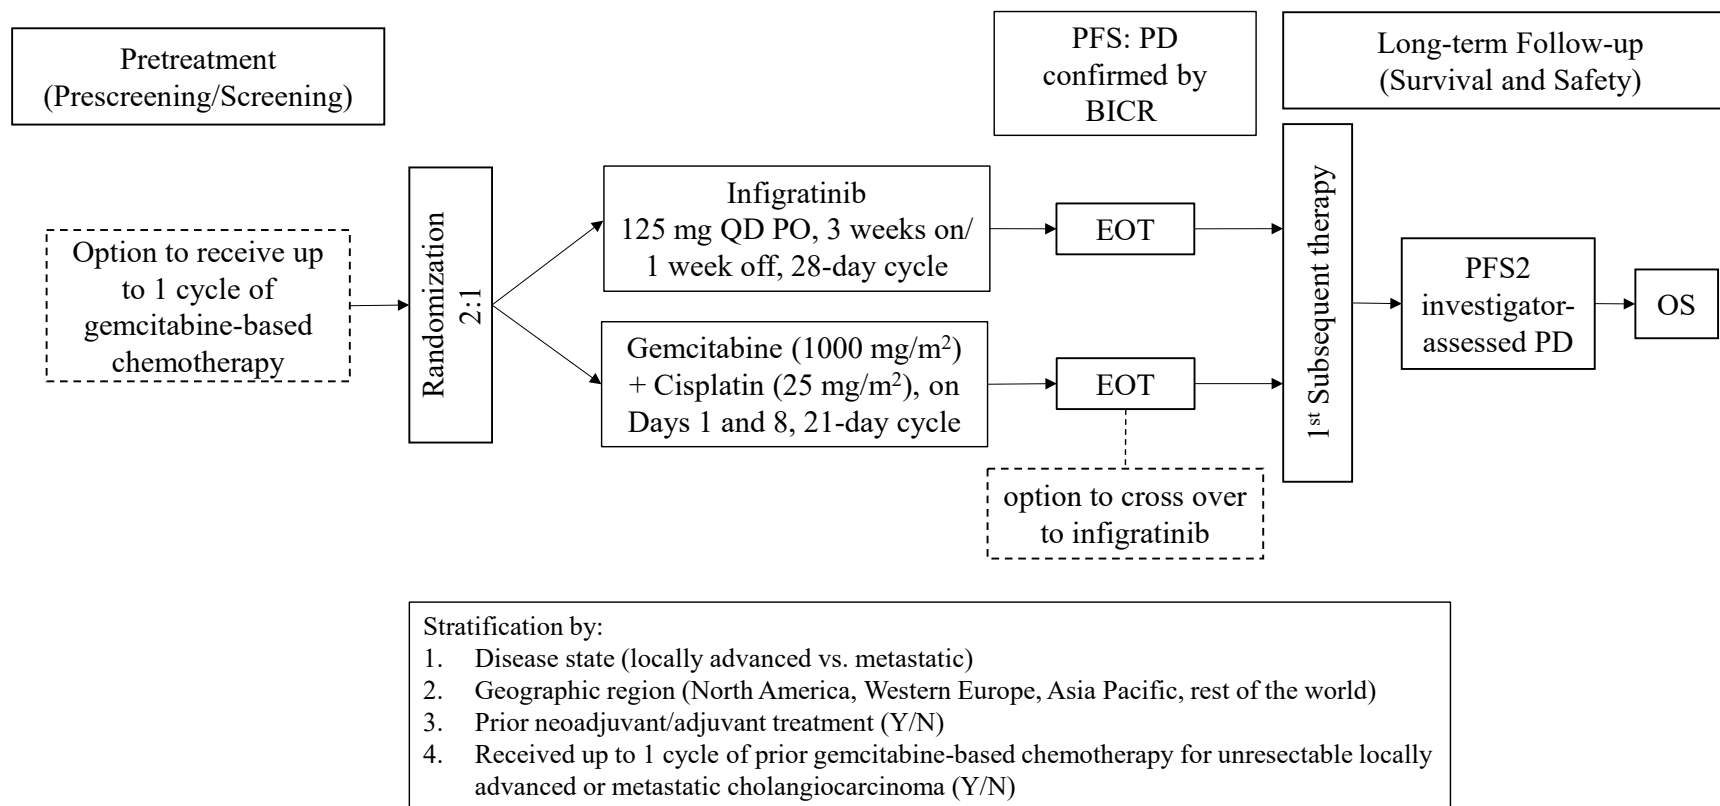 Pretreatment
(Prescreening/Screening)
PFS: PD
confirmed by
BICR
Long-term Follow-up
(Survival and Safety)
Option to receive up
to 1 cycle of
gemcitabine-based
chemotherapy
Randomization
2:1
Infigratinib
125 mg QD PO, 3 weeks on/
1 week off, 28-day cycle
EOT
Gemcitabine (1000 mg/m²)
+ Cisplatin (25 mg/m²), on
Days 1 and 8, 21-day cycle
EOT
option to cross over
to infigratinib
1st Subsequent therapy
PFS2
investigator-
assessed PD
OS
Stratification by:
1. Disease state (locally advanced vs. metastatic)
2. Geographic region (North America, Western Europe, Asia Pacific, rest of the world)
3. Prior neoadjuvant/adjuvant treatment (Y/N)
4. Received up to 1 cycle of prior gemcitabine-based chemotherapy for unresectable locally
advanced or metastatic cholangiocarcinoma (Y/N)